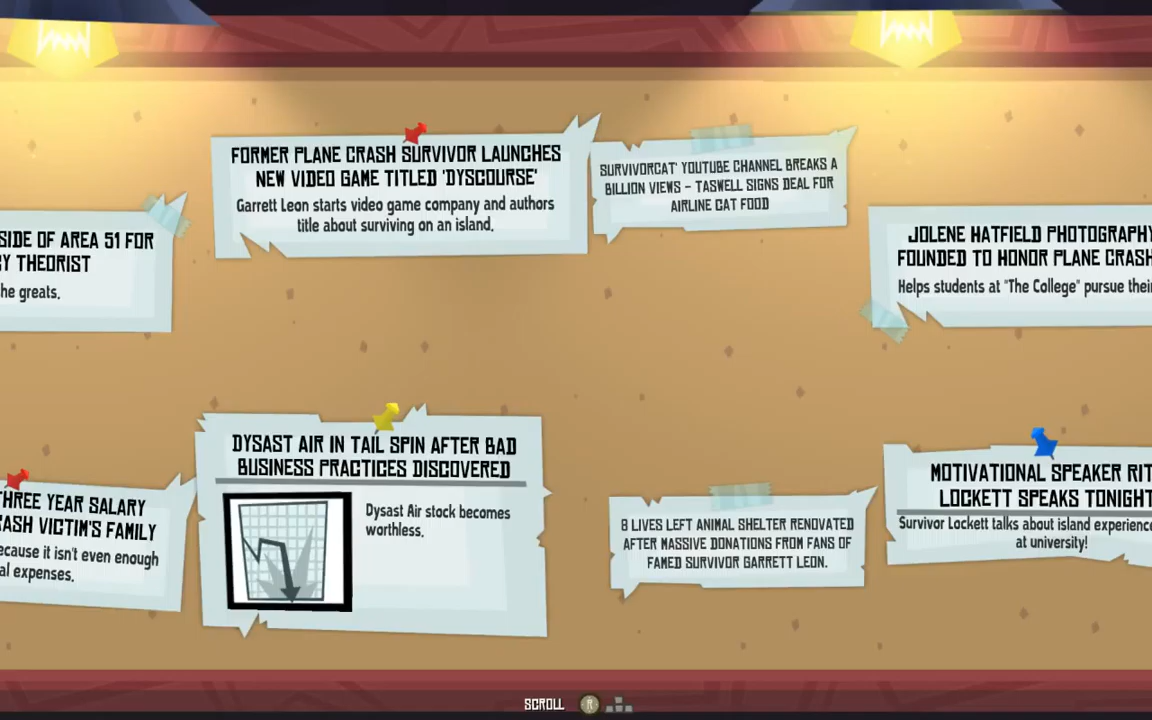 SIDE OF AREA 51 FOR
Y THEORIST
he greats.
FORMER PLANE CRASH SURVIVOR LAUNCHES
NEW VIDEO GAME TITLED 'DYSCOURSE'
Garrett Leon starts video game company and authors
title about surviving on an island.
SURVIVORCAT' YOUTUBE CHANNEL BREAKS A
BILLION VIEWS - TASWELL SIGNS DEAL FOR
AIRLINE CAT FOOD
JOLENE HATFIELD PHOTOGRAPHY
FOUNDED TO HONOR PLANE CRASH
Helps students at "The College" pursue their
THREE YEAR SALARY
RASH VICTIM'S FAMILY
ecause it isn't even enough
al expenses.
DYSAST AIR IN TAIL SPIN AFTER BAD
BUSINESS PRACTICES DISCOVERED
Dysast Air stock becomes
worthless.
8 LIVES LEFT ANIMAL SHELTER RENOVATED
AFTER MASSIVE DONATIONS FROM FANS OF
FAMED SURVIVOR GARRETT LEON.
MOTIVATIONAL SPEAKER RIT
LOCKETT SPEAKS TONIGHT
Survivor Lockett talks about island experience
at university!
SCROLL R